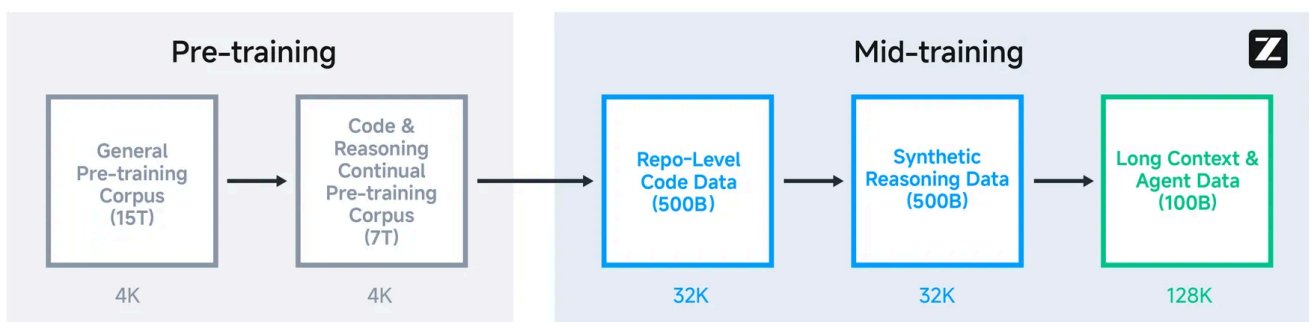 Pre-training
General
Pre-training
Corpus
(15T)
4K
Code &
Reasoning
Continual
Pre-training
Corpus
(7T)
4K
Mid-training
Z
Repo-Level
Code Data
(500B)
32K
Synthetic
Reasoning Data
(500B)
32K
Long Context &
Agent Data
(100B)
128K